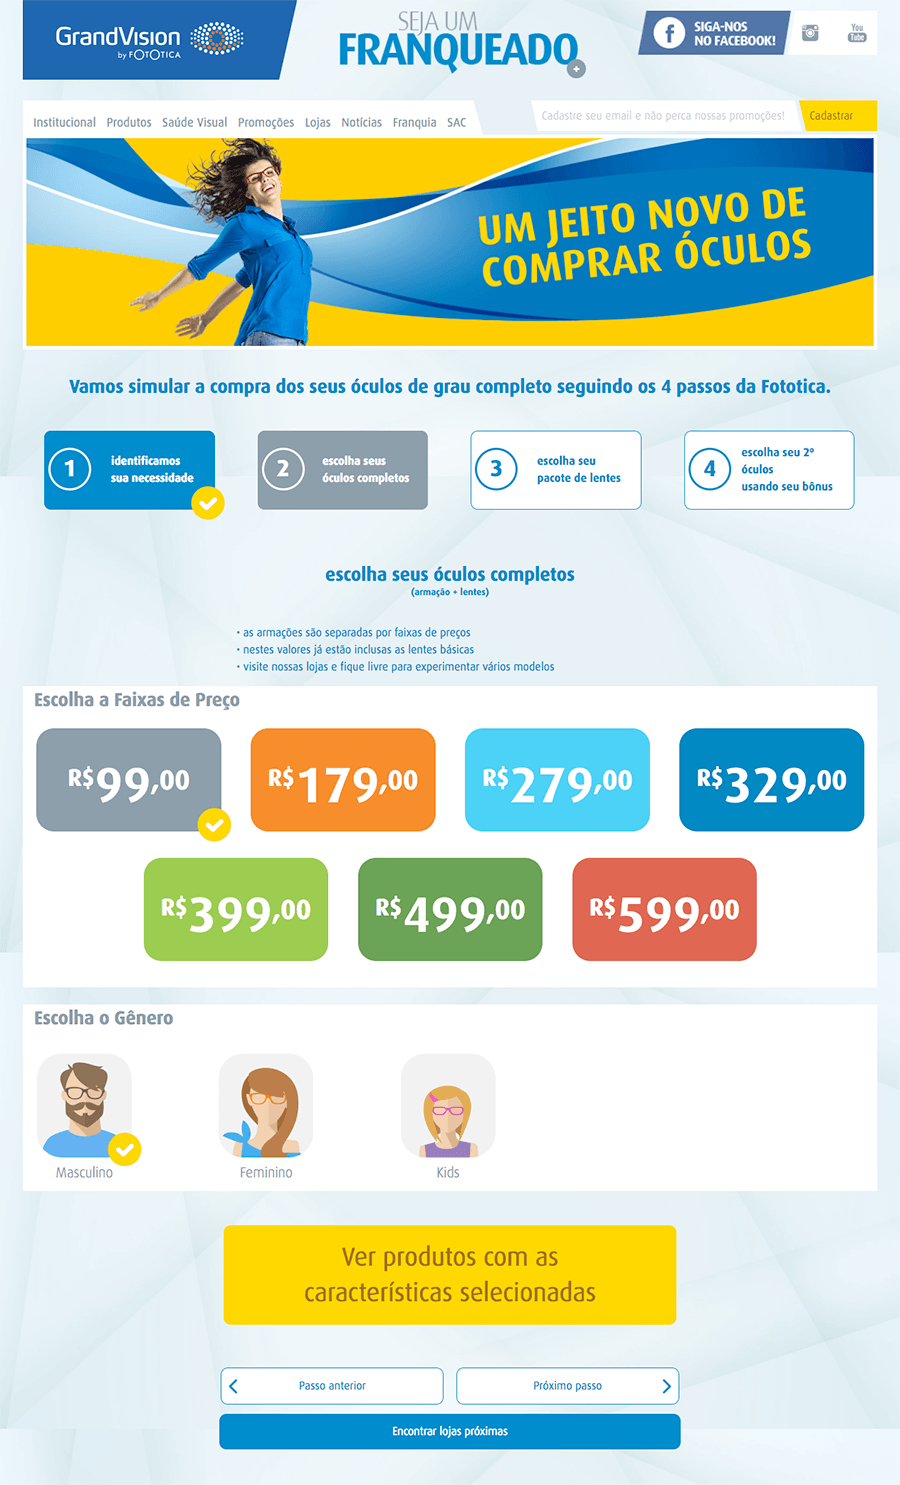 GrandVision
by FOTOTICA
SEJA UM
FRANQUEADO
+
f
SIGA-NOS
NO FACEBOOK!
You
Tube
Institucional Produtos Saúde Visual Promoções Lojas Notícias Franquia SAC
Cadastre seu email e não perca nossas promoções!
Cadastrar
UM JEITO NOVO DE
COMPRAR ÓCULOS
Vamos simular a compra dos seus óculos de grau completo seguindo os 4 passos da Fototica.
1
identificamos
sua necessidade
2
escolha seus
óculos completos
3
escolha seu
pacote de lentes
4
escolha seu 2º
óculos
usando seu bônus
escolha seus óculos completos
(armação + lentes)
• as armações são separadas por faixas de preços
• nestes valores já estão inclusas as lentes básicas
• visite nossas lojas e fique livre para experimentar vários modelos
Escolha a Faixas de Preço
R$99,00
R$179,00
R$279,00
R$329,00
R$399,00
R$499,00
R$599,00
Escolha o Gênero
Masculino
Feminino
Kids
Ver produtos com as
características selecionadas
Passo anterior
Próximo passo
Encontrar lojas próximas